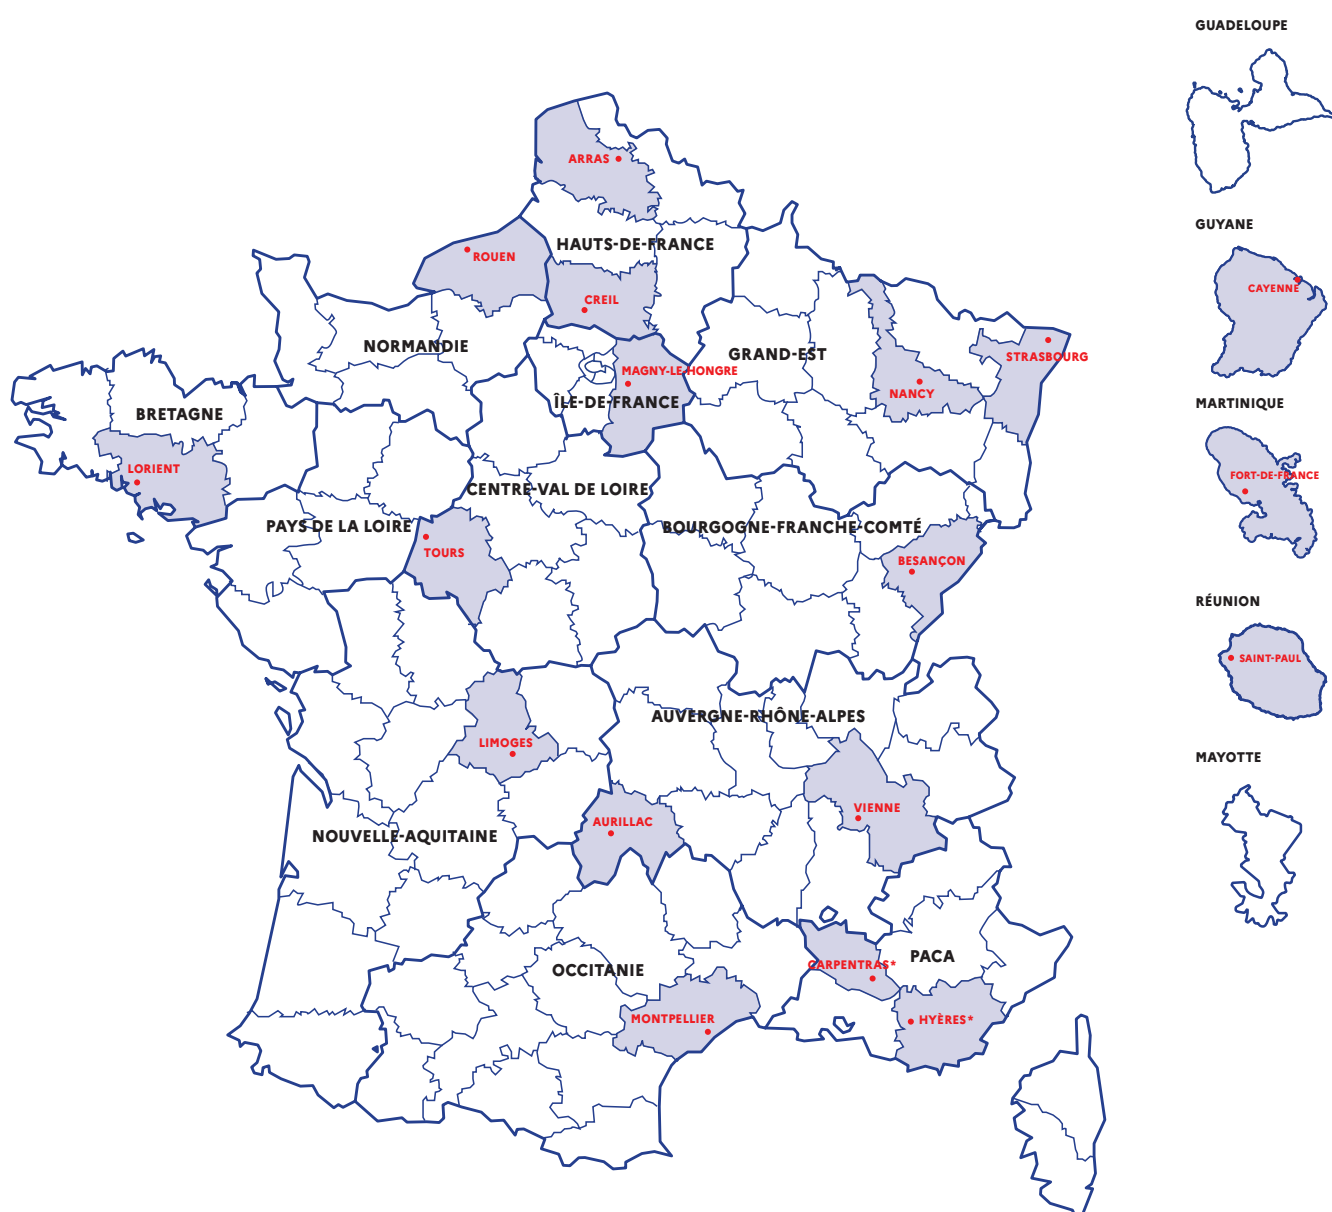 GUADELOUPE
ARRAS
GUYANE
HAUTS-DE-FRANCE
ROUEN
CAYENNE
CREIL
NORMANDIE
GRAND-EST
STRASBOURG
MAGNY-LE HONGRE
NANCY
ÎLE-DE-FRANCE
MARTINIQUE
BRETAGNE
LORIENT
FORT-DE-FRANCE
CENTRE-VAL DE LOIRE
PAYS DE LA LOIRE
BOURGOGNE-FRANCHE-COMTÉ
TOURS
BESANÇON
RÉUNION
SAINT-PAUL
AUVERGNE-RHÔNE-ALPES
LIMOGES
MAYOTTE
VIENNE
AURILLAC
NOUVELLE-AQUITAINE
PACA
CARPENTRAS*
OCCITANIE
MONTPELLIER
HYÈRES*